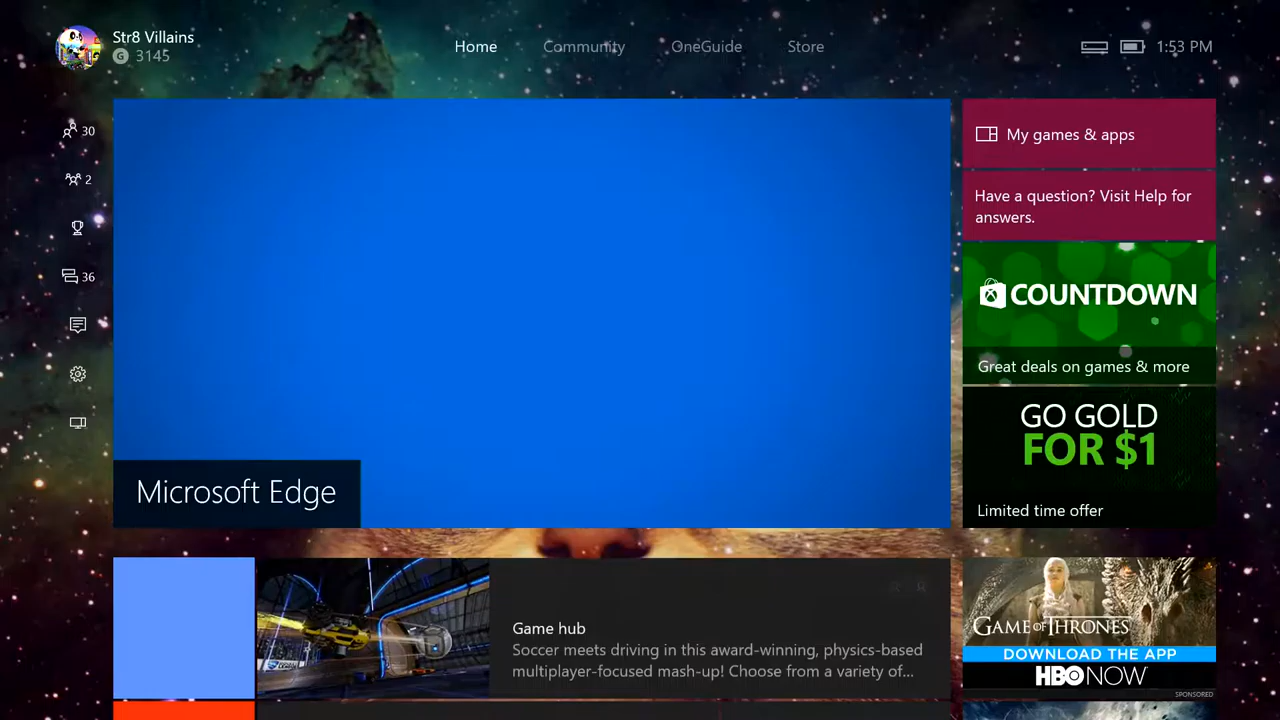 Str8 Villains
G 3145
Home
Community
OneGuide
Store
1:53 PM
30
2
36
Microsoft Edge
My games & apps
Have a question? Visit Help for
answers.
COUNTDOWN
Great deals on games & more
GO GOLD
FOR $1
Limited time offer
Game hub
Soccer meets driving in this award-winning, physics-based
multiplayer-focused mash-up! Choose from a variety of...
GAME OF THRONES
DOWNLOAD THE APP
HBO NOW
SPONSORED